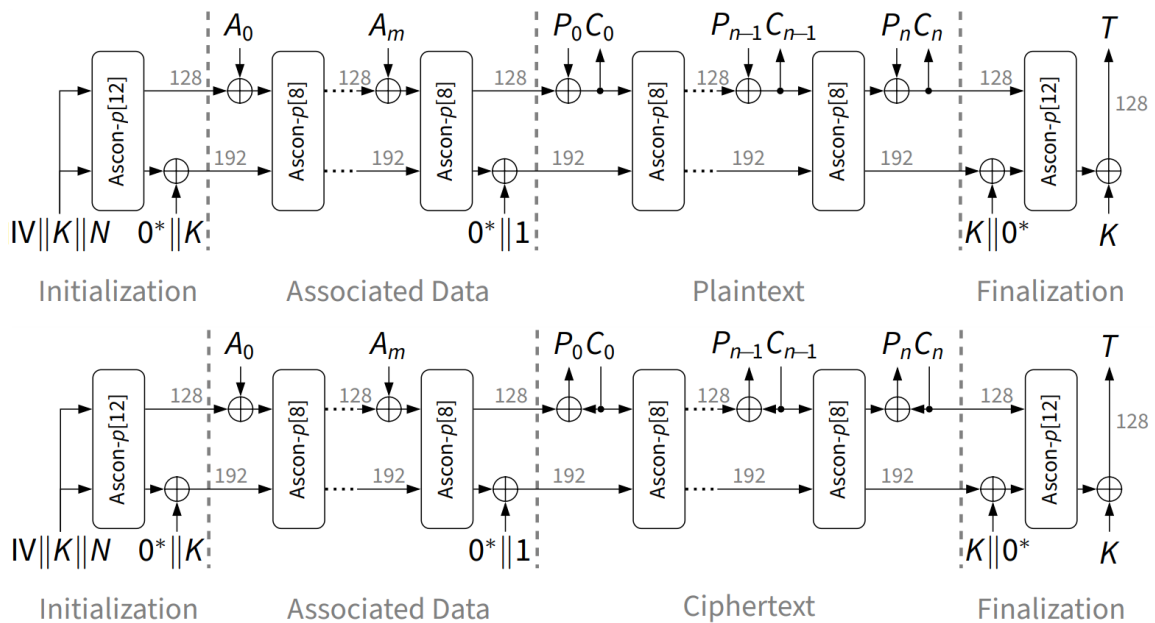 A₀ Aₘ P₀ C₀ Pₙ₋₁ Cₙ₋₁ Pₙ Cₙ T
128 128 128 128 128
Ascon-p[12] Ascon-p[8] Ascon-p[8] Ascon-p[8] Ascon-p[8] Ascon-p[12]
192 192 192 192 192
IV‖K‖N 0*‖K 0*‖1 K‖0* K
Initialization Associated Data Plaintext Finalization
A₀ Aₘ P₀ C₀ Pₙ₋₁ Cₙ₋₁ Pₙ Cₙ T
128 128 128 128 128 128
Ascon-p[12] Ascon-p[8] Ascon-p[8] Ascon-p[8] Ascon-p[8] Ascon-p[12]
192 192 192 192 192
IV‖K‖N 0*‖K 0*‖1 K‖0* K
Initialization Associated Data Ciphertext Finalization